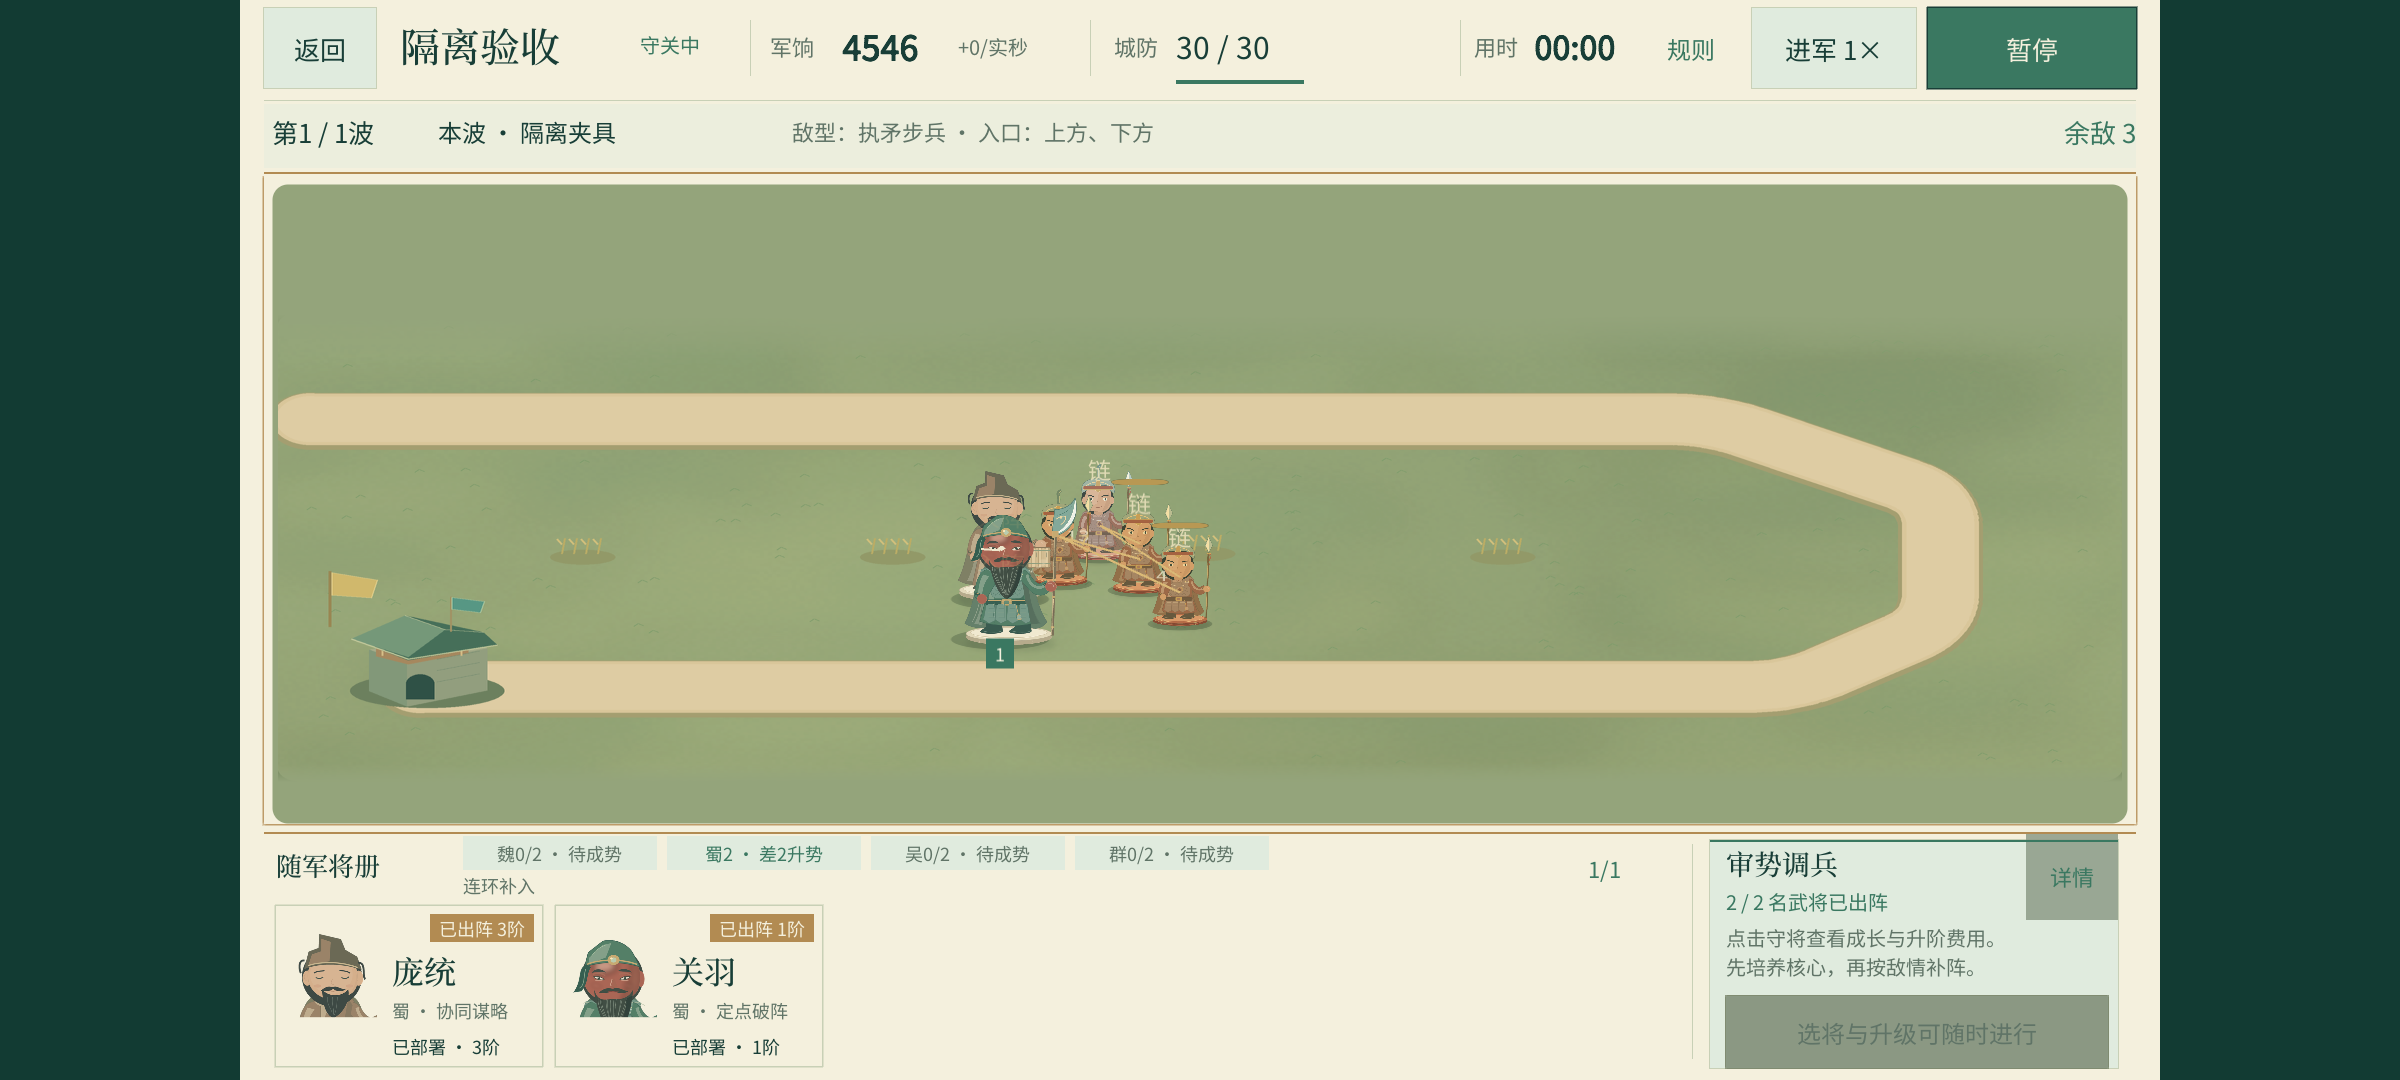 返回
隔离验收
守关中
军饷 4546 +0/实秒
城防 30 / 30
用时 00:00
规则
进军 1×
暂停
第1 / 1波
本波 · 隔离夹具
敌型：执矛步兵 · 入口：上方、下方
余敌 3
链
链
链
1
随军将册
魏0/2 · 待成势
蜀2 · 差2升势
吴0/2 · 待成势
群0/2 · 待成势
连环补入
1/1
已出阵 3阶
庞统
蜀 · 协同谋略
已部署 · 3阶
已出阵 1阶
关羽
蜀 · 定点破阵
已部署 · 1阶
审势调兵
详情
2 / 2 名武将已出阵
点击守将查看成长与升阶费用。
先培养核心，再按敌情补阵。
选将与升级可随时进行